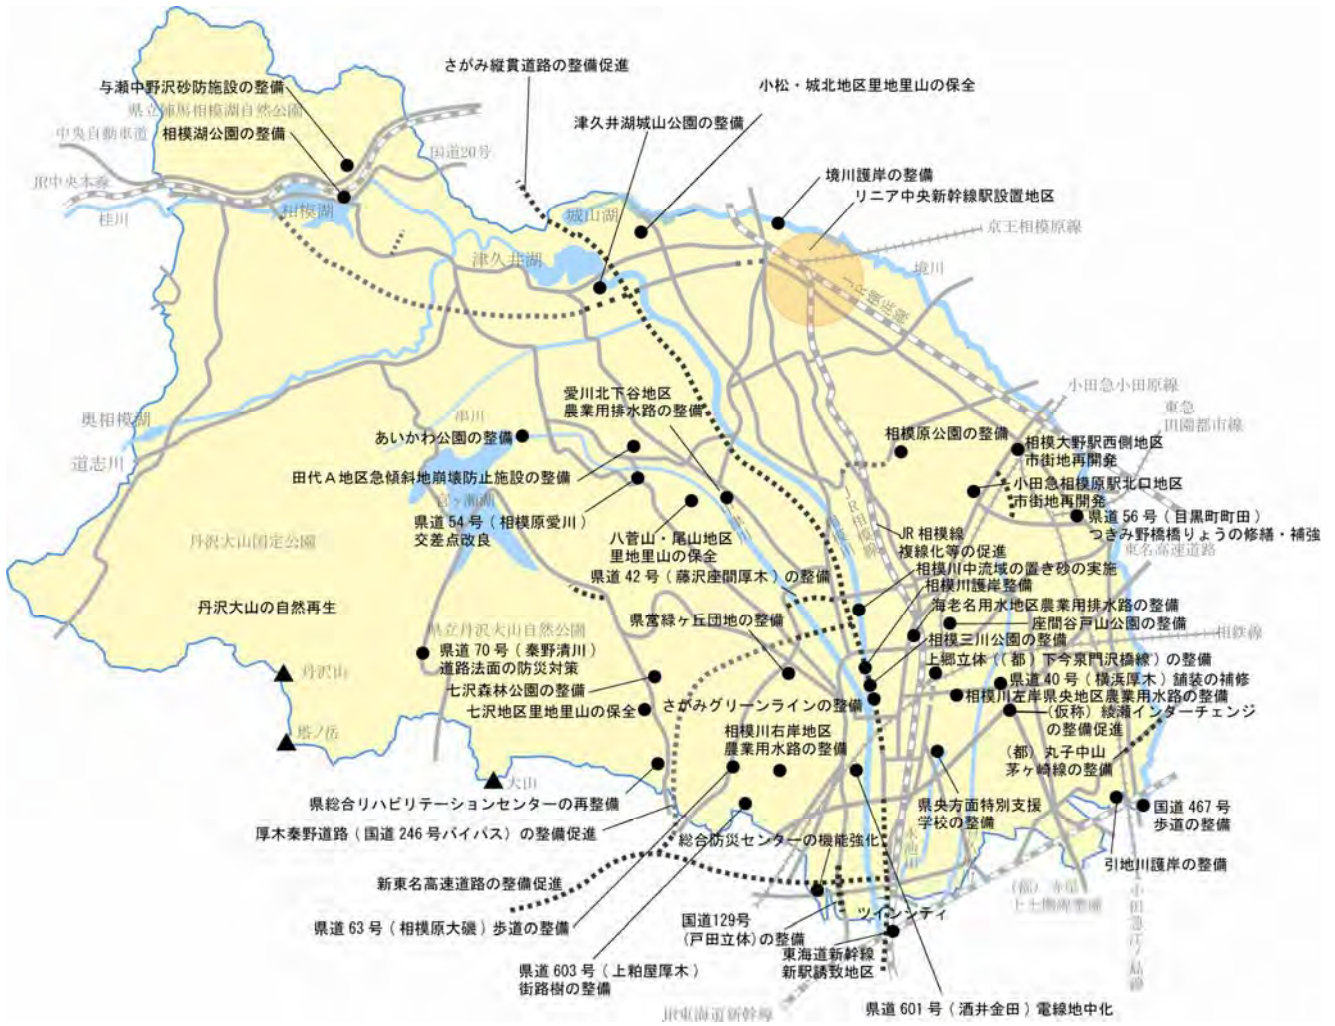 さがみ縦貫道路の整備促進
小松・城北地区里地里山の保全
与瀬中野沢砂防施設の整備
県立陣馬相模湖自然公園
津久井湖城山公園の整備
中央自動車道
相模湖公園の整備
国道20号
境川護岸の整備
リニア中央新幹線駅設置地区
JR中央本線
桂川
相模湖
城山湖
京王相模原線
津久井湖
境川
JR横浜線
小田急小田原線
愛川北下谷地区
農業用排水路の整備
東急
田園都市線
奥相模湖
串川
あいかわ公園の整備
相模原公園の整備
相模大野駅西側地区
市街地再開発
道志川
田代A地区急傾斜地崩壊防止施設の整備
小田急相模原駅北口地区
市街地再開発
宮ヶ瀬湖
県道54号(相模原愛川)
交差点改良
県道56号(目黒町町田)
つきみ野橋橋りょうの修繕・補強
JR相模線
丹沢大山国定公園
八菅山・尾山地区
里地里山の保全
JR相模線
複線化等の促進
東名高速道路
県道42号(藤沢座間厚木)の整備
相模川中流域の置き砂の実施
相模川護岸整備
丹沢大山の自然再生
海老名用水地区農業用排水路の整備
県営緑ヶ丘団地の整備
座間谷戸山公園の整備
県立丹沢大山自然公園
相模三川公園の整備
相鉄線
県道70号(秦野清川)
道路法面の防災対策
上郷立体((都)下今泉門沢橋線)の整備
丹沢山
七沢森林公園の整備
県道40号(横浜厚木)舗装の補修
相模川左岸県央地区農業用水路の整備
さがみグリーンラインの整備
七沢地区里地里山の保全
(仮称)綾瀬インターチェンジ
の整備促進
塔ノ岳
相模川右岸地区
農業用水路の整備
(都)丸子中山
茅ヶ崎線の整備
大山
県総合リハビリテーションセンターの再整備
県央方面特別支援
学校の整備
国道467号
歩道の整備
厚木秦野道路(国道246号バイパス)の整備促進
総合防災センターの機能強化
永池川
引地川護岸の整備
新東名高速道路の整備促進
(都)寺尾
上土棚線整備
国道129号
(戸田立体)の整備
ツインシティ
県道63号(相模原大磯)歩道の整備
東海道新幹線
新駅誘致地区
小田急江ノ島線
県道603号(上粕屋厚木)
街路樹の整備
県道601号(酒井金田)電線地中化
JR東海道新幹線